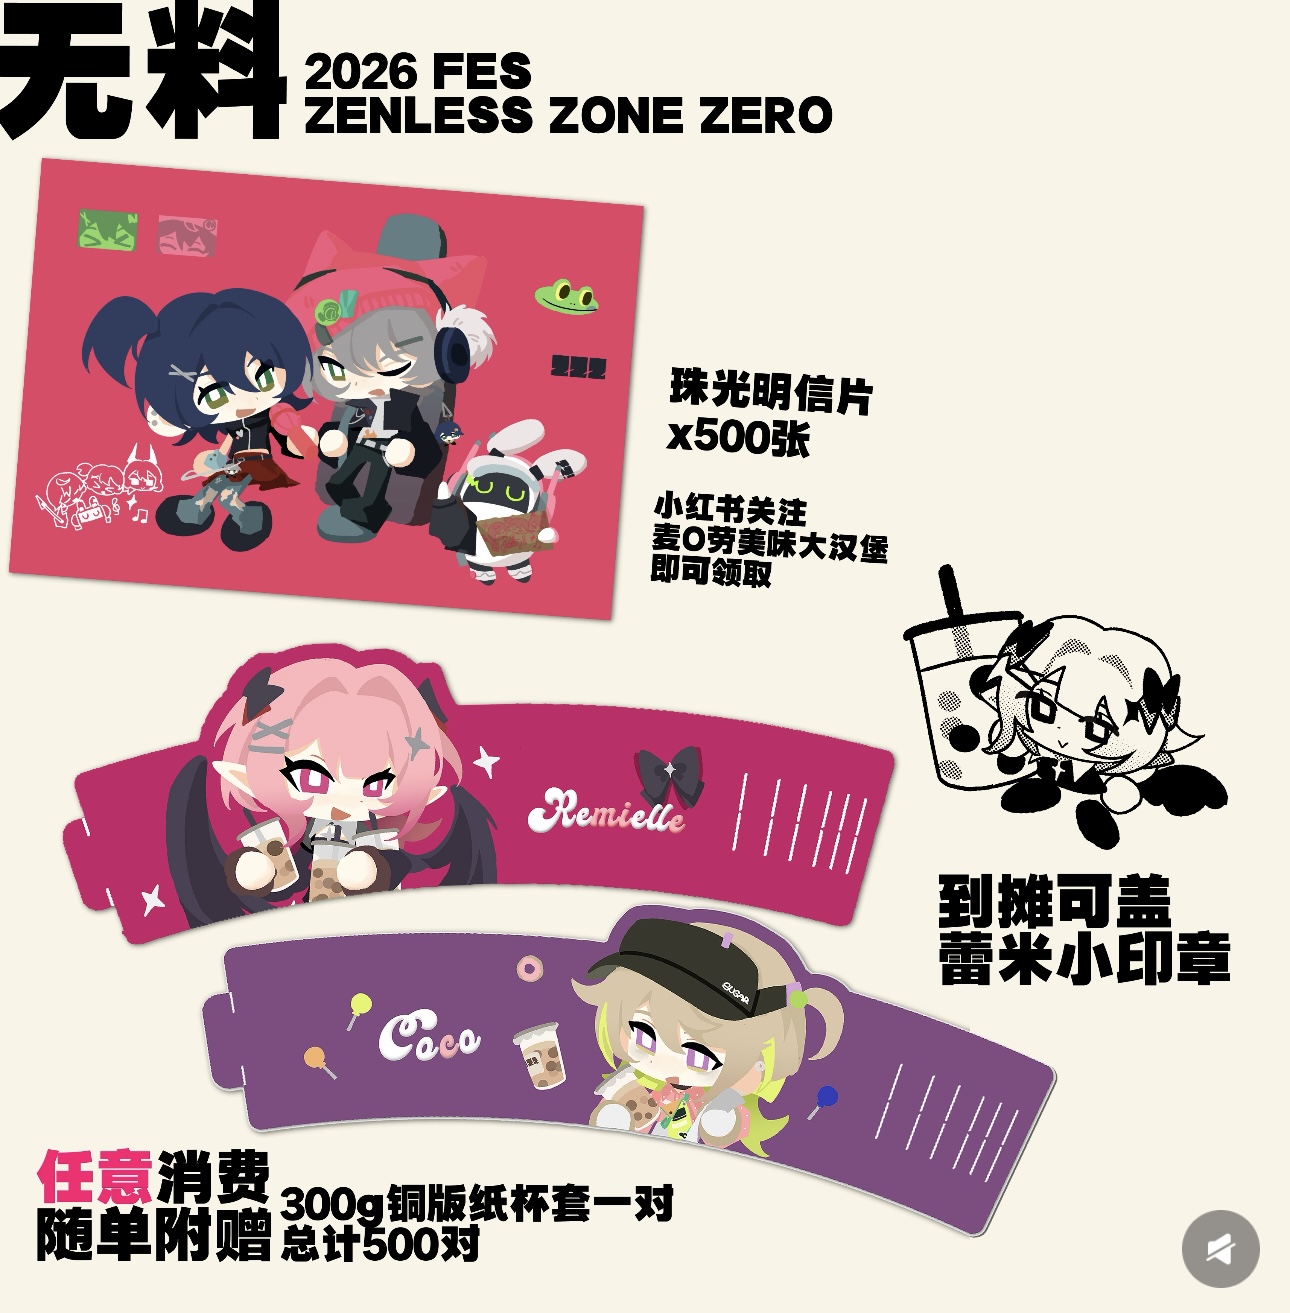 无料
2026 FES
ZENLESS ZONE ZERO
ZZZ
珠光明信片
x500张
小红书关注
麦O劳美味大汉堡
即可领取
Remielle
到摊可盖
蕾米小印章
SUGAR
Coco
任意消费
随单附赠
300g铜版纸杯套一对
总计500对